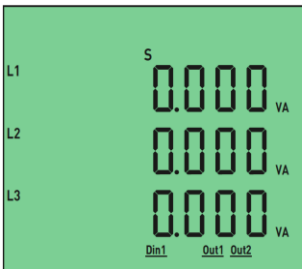 S
L1 0.000 VA
L2 0.000 VA
L3 0.000 VA
Din1 Out1 Out2